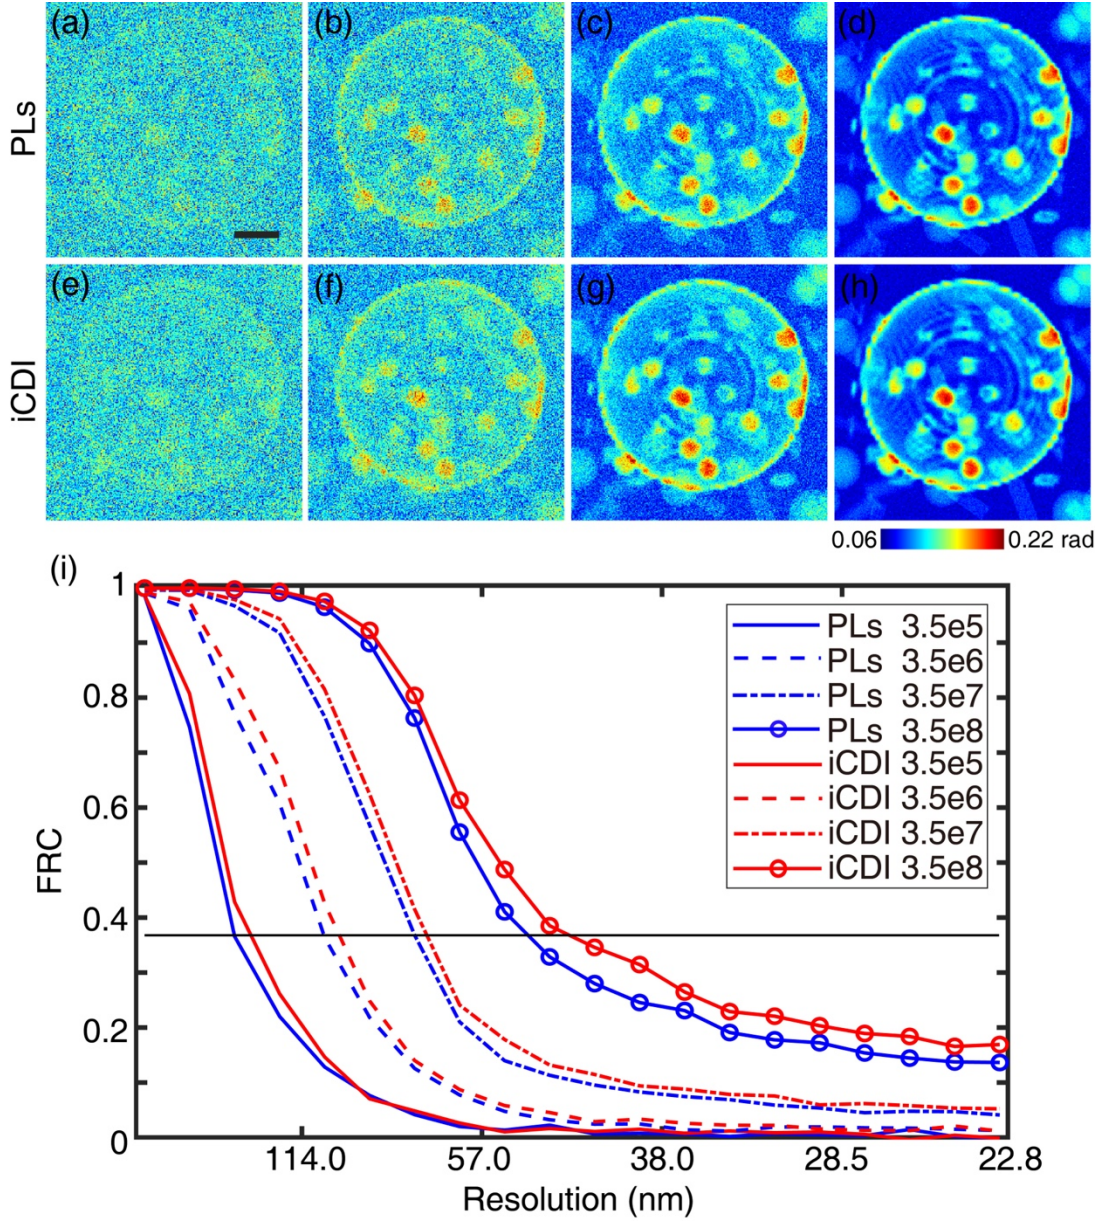 (a)
(b)
(c)
(d)
PLs
(e)
(f)
(g)
(h)
iCDI
0.06
0.22 rad
(i)
1
0.8
0.6
0.4
0.2
0
FRC
PLs 3.5e5
PLs 3.5e6
PLs 3.5e7
PLs 3.5e8
iCDI 3.5e5
iCDI 3.5e6
iCDI 3.5e7
iCDI 3.5e8
114.0
57.0
38.0
28.5
22.8
Resolution (nm)